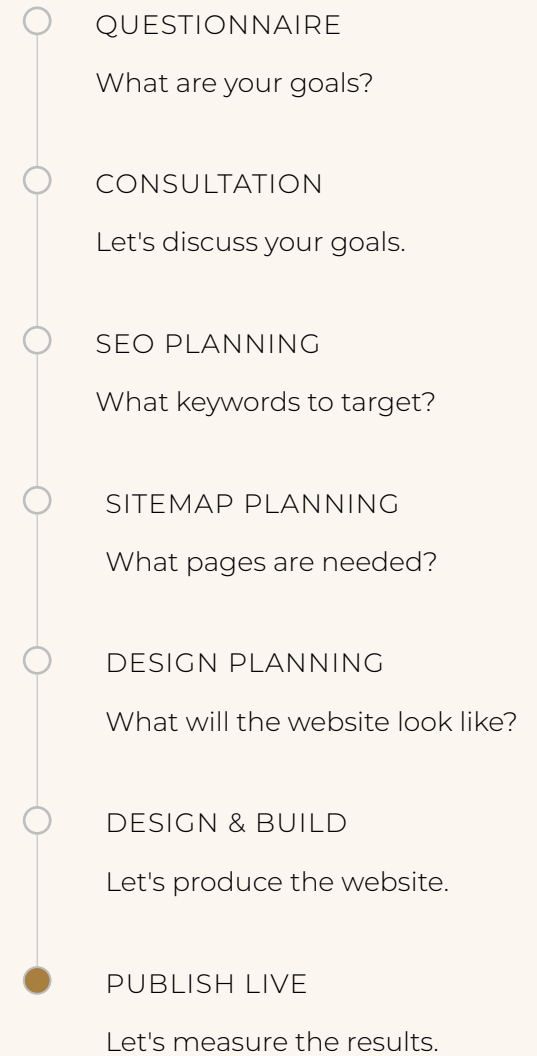 QUESTIONNAIRE
What are your goals?
CONSULTATION
Let's discuss your goals.
SEO PLANNING
What keywords to target?
SITEMAP PLANNING
What pages are needed?
DESIGN PLANNING
What will the website look like?
DESIGN & BUILD
Let's produce the website.
PUBLISH LIVE
Let's measure the results.